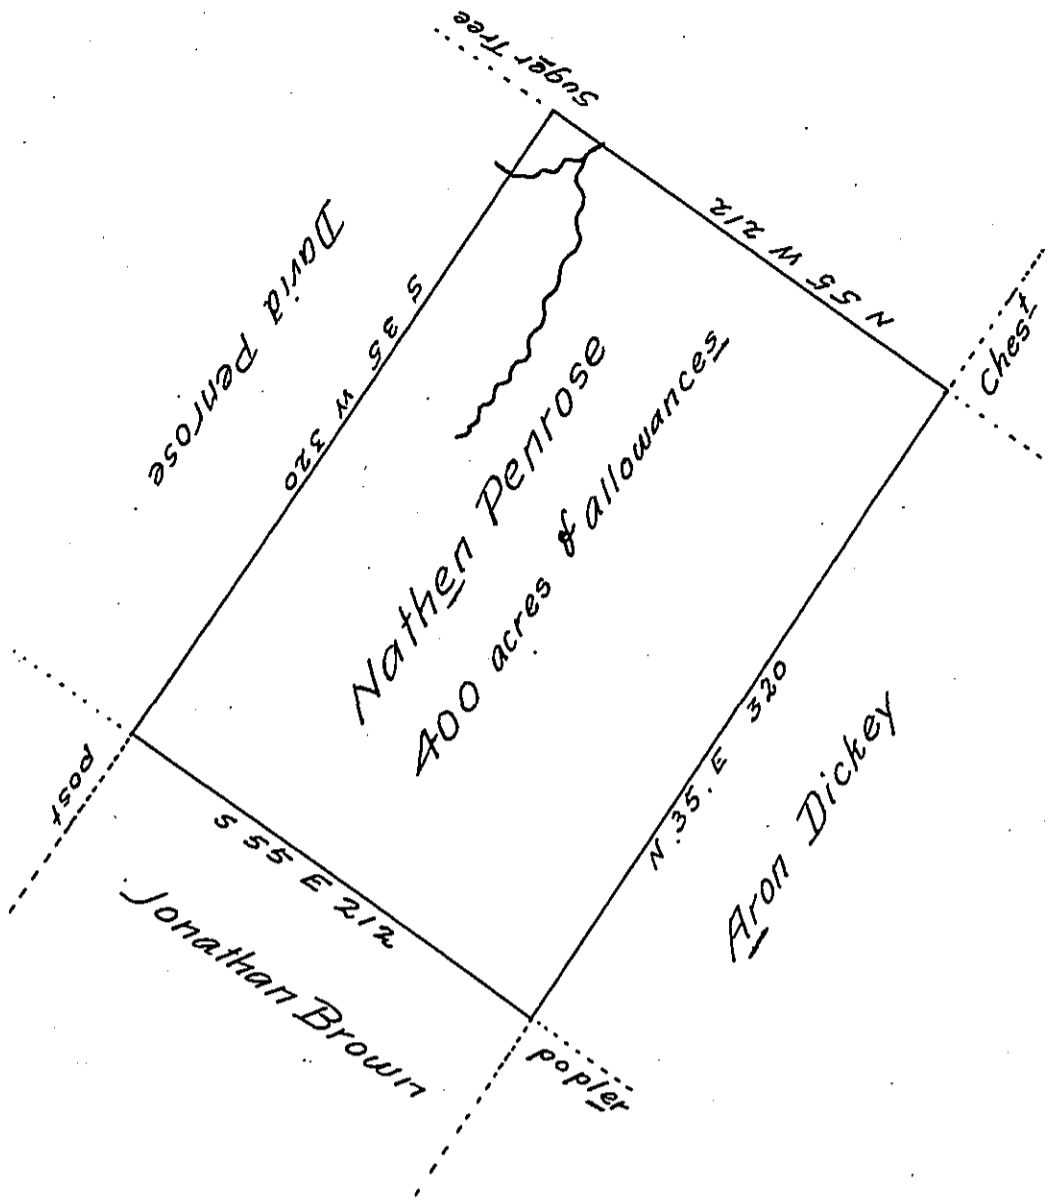 Sugar Tree
N 55 W 212
Chest
David Penrose
S 35 W 320
Nathen Penrose
400 acres & allowances
N. 35. E 320
Aron Dickey
post
S 55 E 212
Jonathan Brown
popler